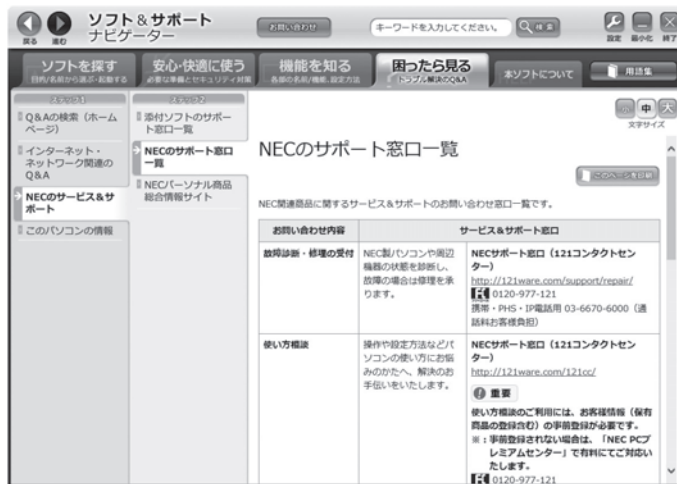 戻る
進む
ソフト&サポート
ナビゲーター
お問い合わせ
キーワードを入力してください。
検索
設定
最小化
終了
ソフトを探す
目的/名前から選ぶ・起動する
安心・快適に使う
必要な準備とセキュリティ対策
機能を知る
各部の名前/機能、設定方法
困ったら見る
トラブル解決のQ&A
本ソフトについて
用語集
ステップ1
Q&Aの検索（ホーム
ページ）
インターネット・
ネットワーク関連の
Q&A
NECのサービス&サ
ポート
このパソコンの情報
ステップ2
添付ソフトのサポー
ト窓口一覧
NECのサポート窓口
一覧
NECパーソナル商品
総合情報サイト
小 中 大
文字サイズ
NECのサポート窓口一覧
このページを印刷
NEC関連商品に関するサービス&サポートのお問い合わせ窓口一覧です。
お問い合わせ内容
サービス&サポート窓口
故障診断・修理の受付
NEC製パソコンや周辺
機器の状態を診断し、
故障の場合は修理を承
ります。
NECサポート窓口（121コンタクトセン
ター）
http://121ware.com/support/repair/
0120-977-121
携帯・PHS・IP電話用 03-6670-6000（通
話料お客様負担）
使い方相談
操作や設定方法などパ
ソコンの使い方にお悩
みのかたへ、解決のお
手伝いをいたします。
NECサポート窓口（121コンタクトセン
ター）
http://121ware.com/121cc/
重要
使い方相談のご利用には、お客様情報（保有
商品の登録含む）の事前登録が必要です。
※：事前登録されない場合は、「NEC PCプ
レミアムセンター」で有料にてご対応い
たします。
0120-977-121